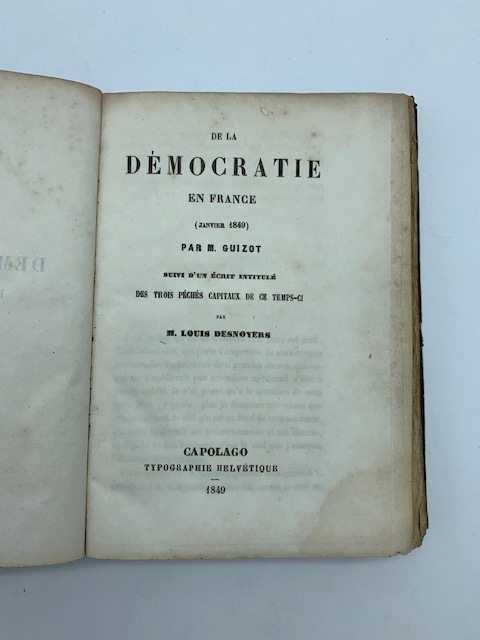 DE LA
DÉMOCRATIE
EN FRANCE
(JANVIER 1849)
PAR M. GUIZOT
SUIVI D'UN ÉCRIT INTITULÉ
DES TROIS PÉCHÉS CAPITAUX DE CE TEMPS-CI
PAR
M. LOUIS DESNOYERS
CAPOLAGO
TYPOGRAPHIE HELVÉTIQUE
1849